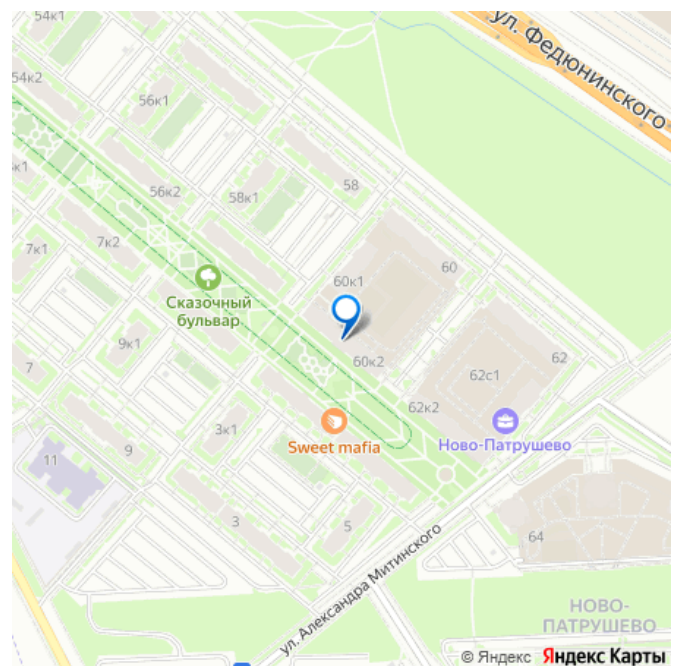 54к1
ул. Федюнинского
54к2
56к1
58
56к2
58к1
к1
7к2
7к1
60
60к1
Сказочный
бульвар
9к1
60к2
62
62с1
7
62к2
3к1
Sweet mafia
Ново-Патрушево
9
11
3
5
64
ул. Александра Митинского
НОВО-
ПАТРУШЕВО
© Яндекс Яндекс Карты